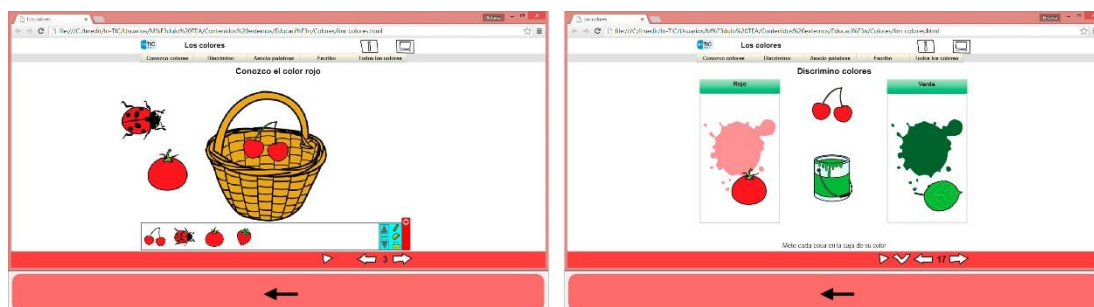 Los colores
TIC
Los colores
Conozco colores Discrimino Asocio palabras Escribo Todos los colores
Conozco el color rojo
3
Los colores
TIC
Los colores
Conozco colores Discrimino Asocio palabras Escribo Todos los colores
Discrimino colores
Rojo
Verde
Mete cada cosa en la caja de su color
17